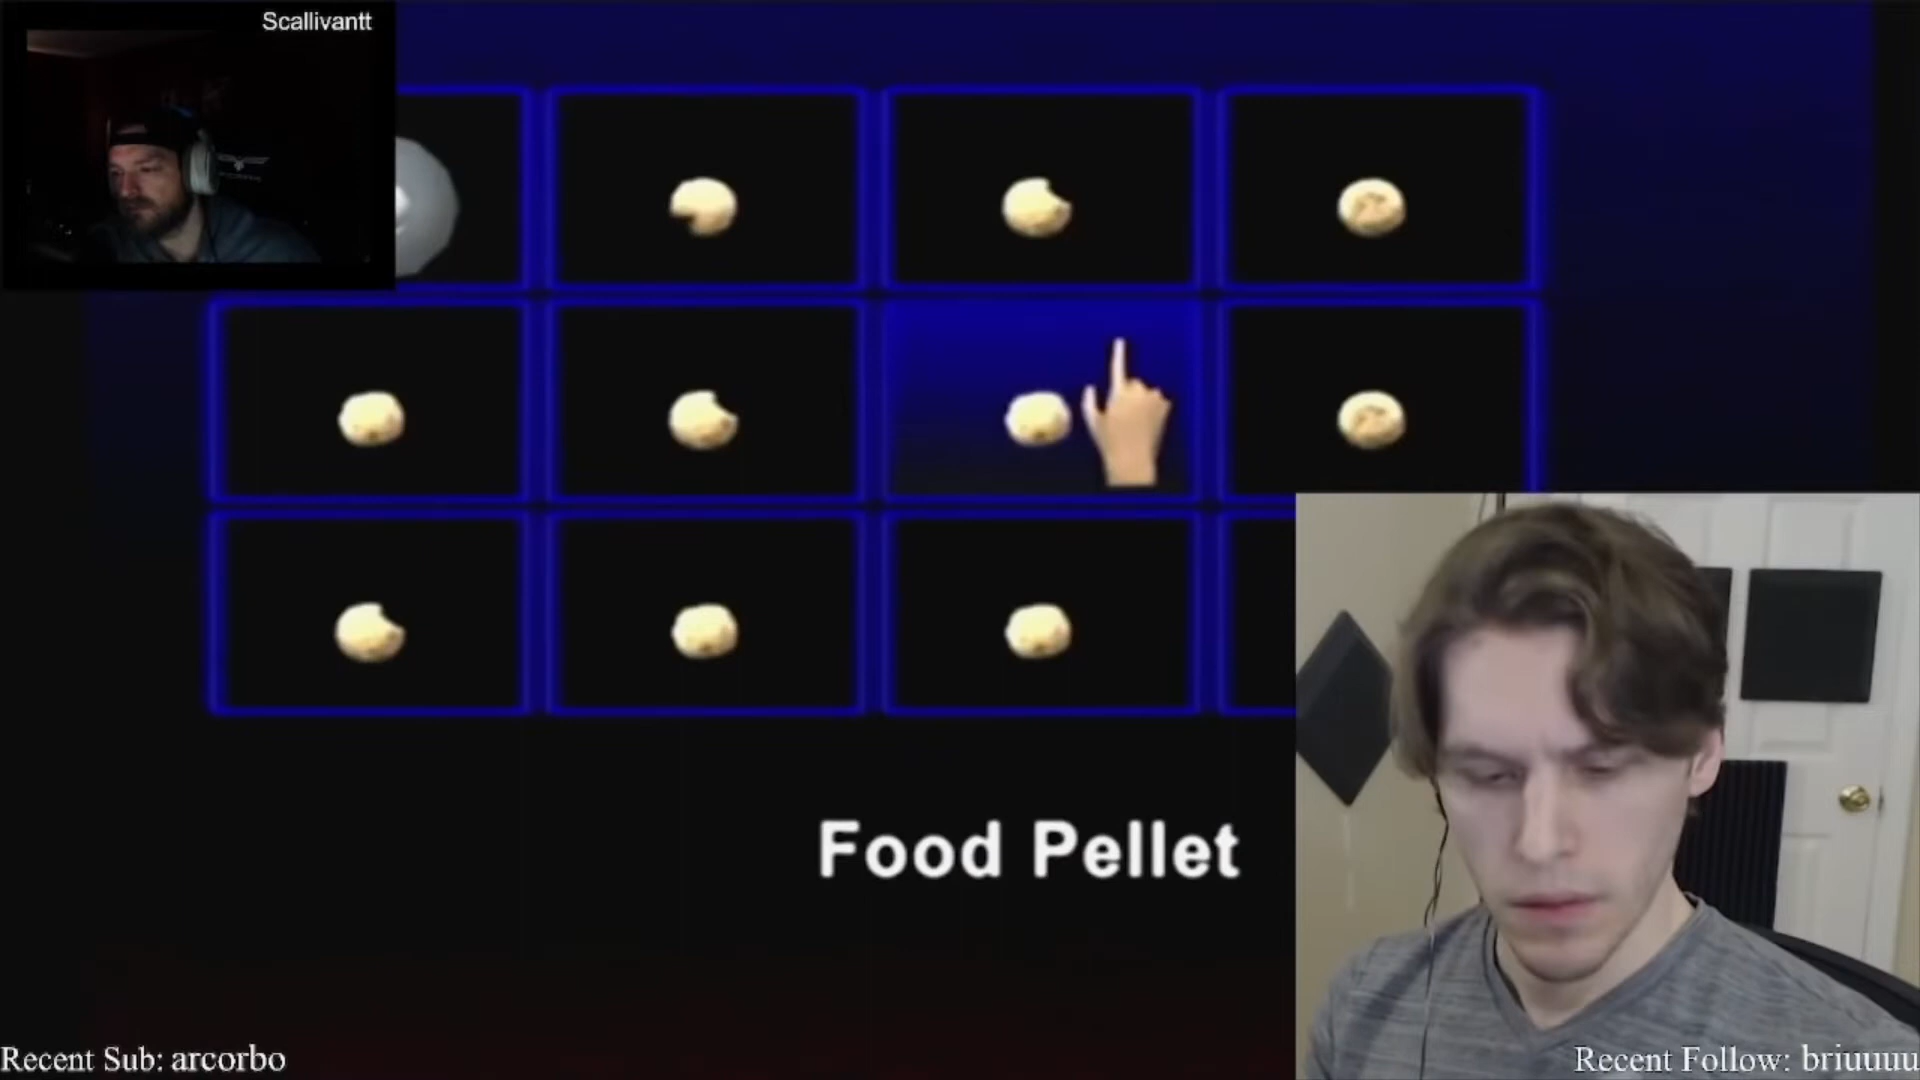 Scallivantt
Food Pellet
Recent Sub: arcorbo
Recent Follow: briuuuu